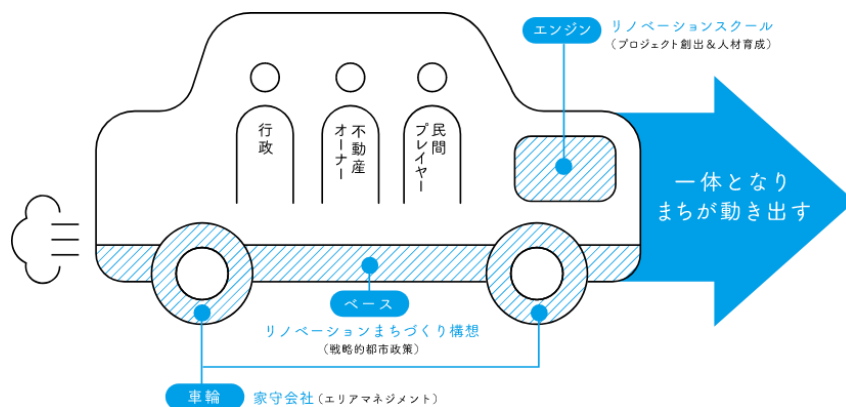 エンジン
リノベーションスクール
(プロジェクト創出&人材育成)
行政
不動産
オーナー
民間
プレイヤー
一体となり
まちが動き出す
ベース
リノベーションまちづくり構想
(戦略的都市政策)
車輪
家守会社(エリアマネジメント)